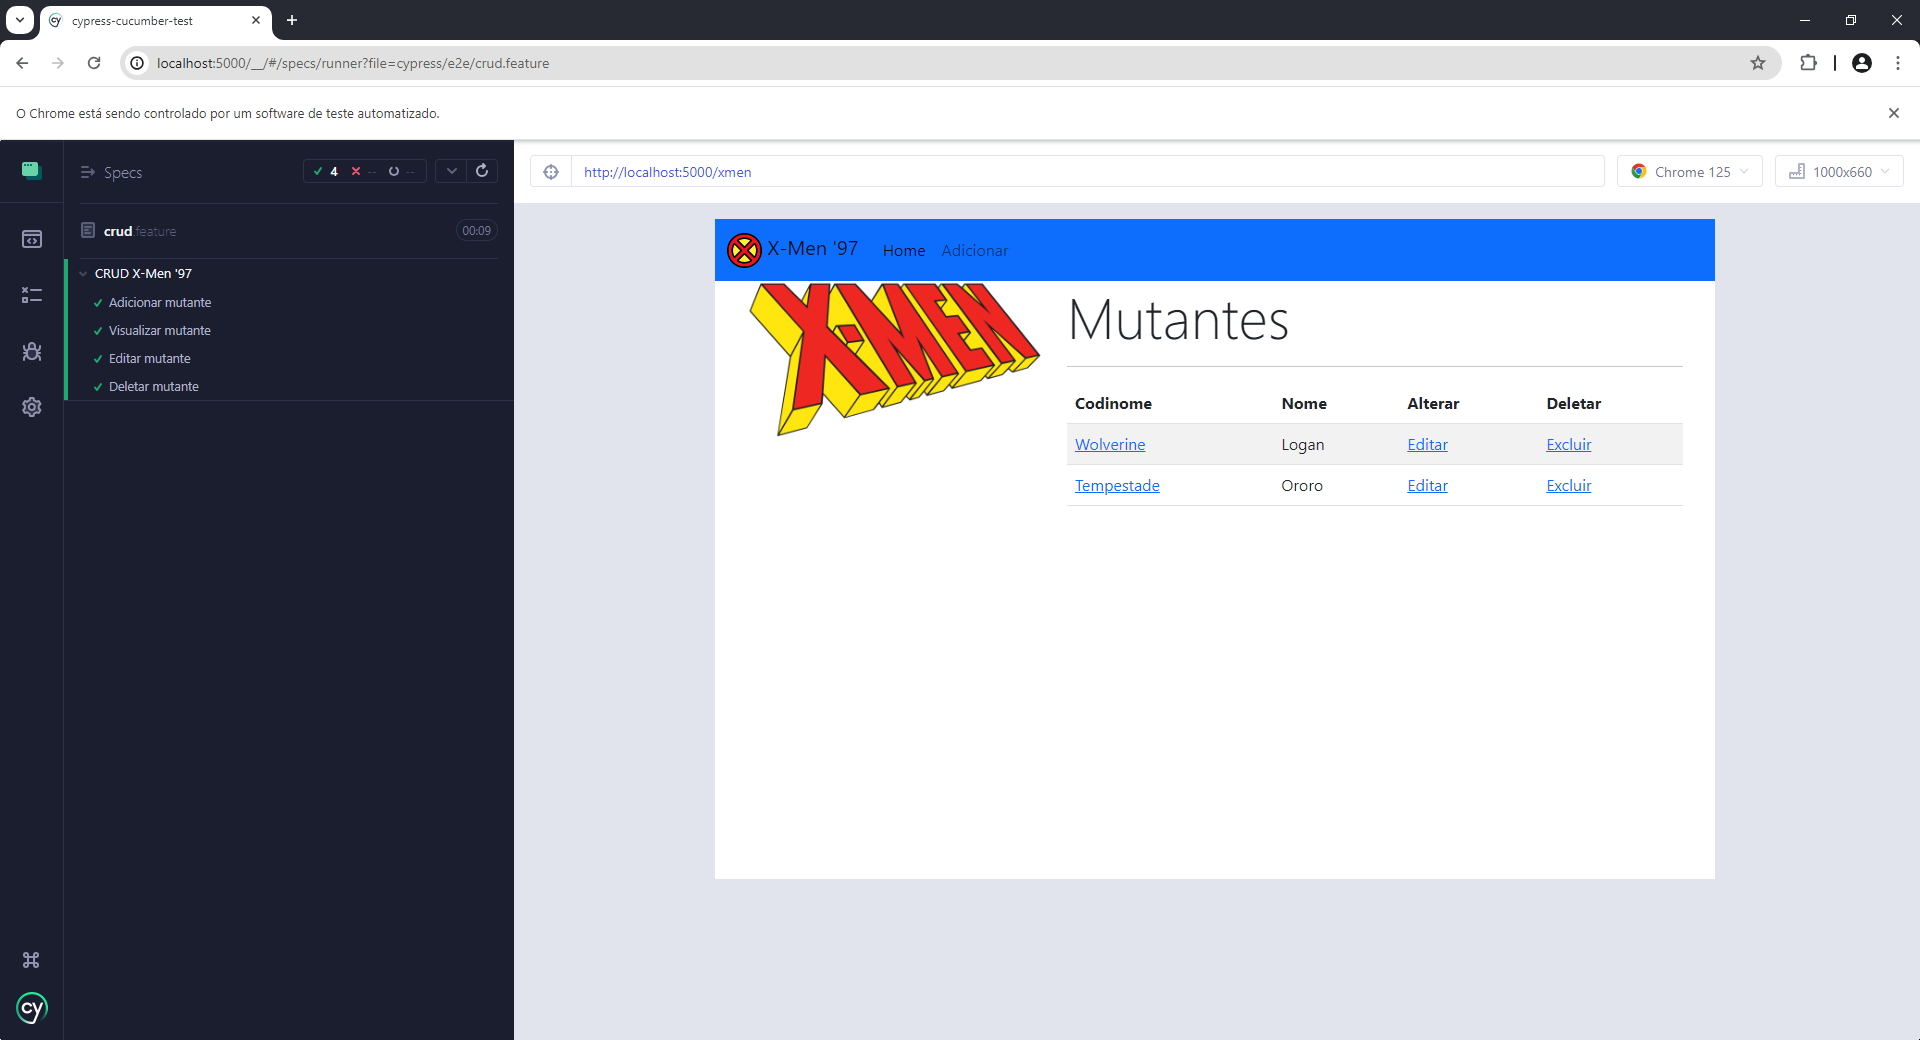 cypress-cucumber-test
localhost:5000/__/#/specs/runner?file=cypress/e2e/crud.feature
O Chrome está sendo controlado por um software de teste automatizado.
Specs
4 -- --
crud.feature 00:09
CRUD X-Men '97
Adicionar mutante
Visualizar mutante
Editar mutante
Deletar mutante
cy
http://localhost:5000/xmen
Chrome 125
1000x660
X-Men '97 Home Adicionar
X-MEN
Mutantes
Codinome Nome Alterar Deletar
Wolverine Logan Editar Excluir
Tempestade Ororo Editar Excluir